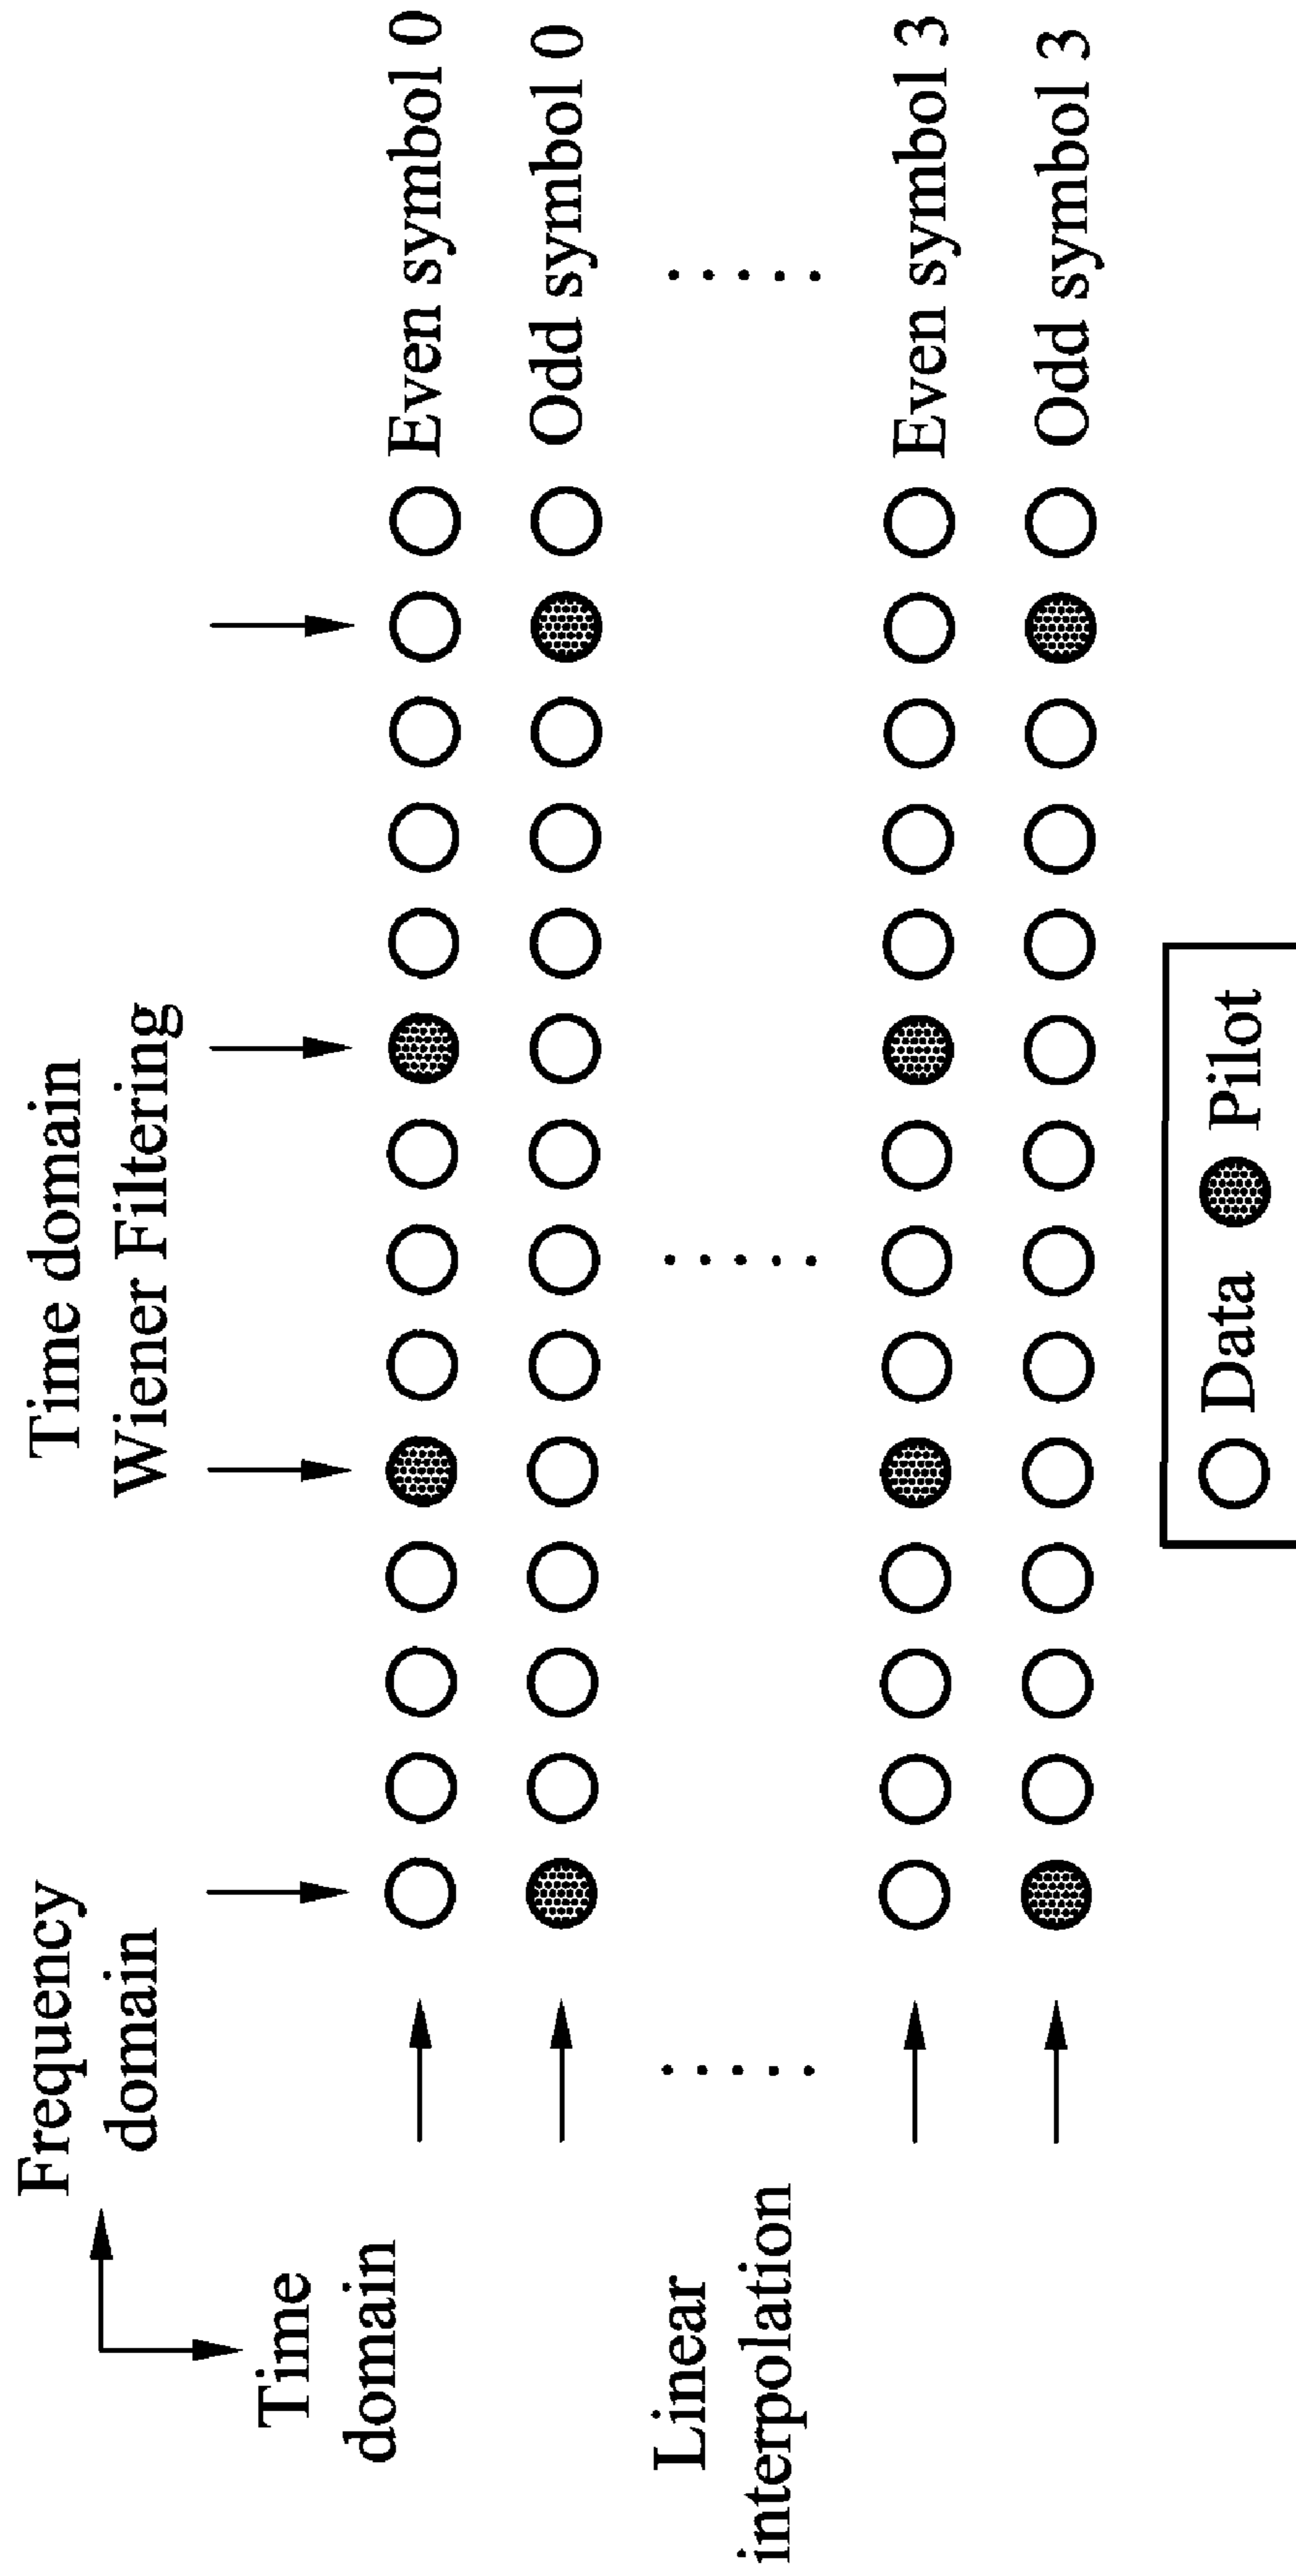 Frequency
domain
Time
domain
Time domain
Wiener Filtering
Linear
interpolation
Even symbol 0
Odd symbol 0
Even symbol 3
Odd symbol 3
Data
Pilot